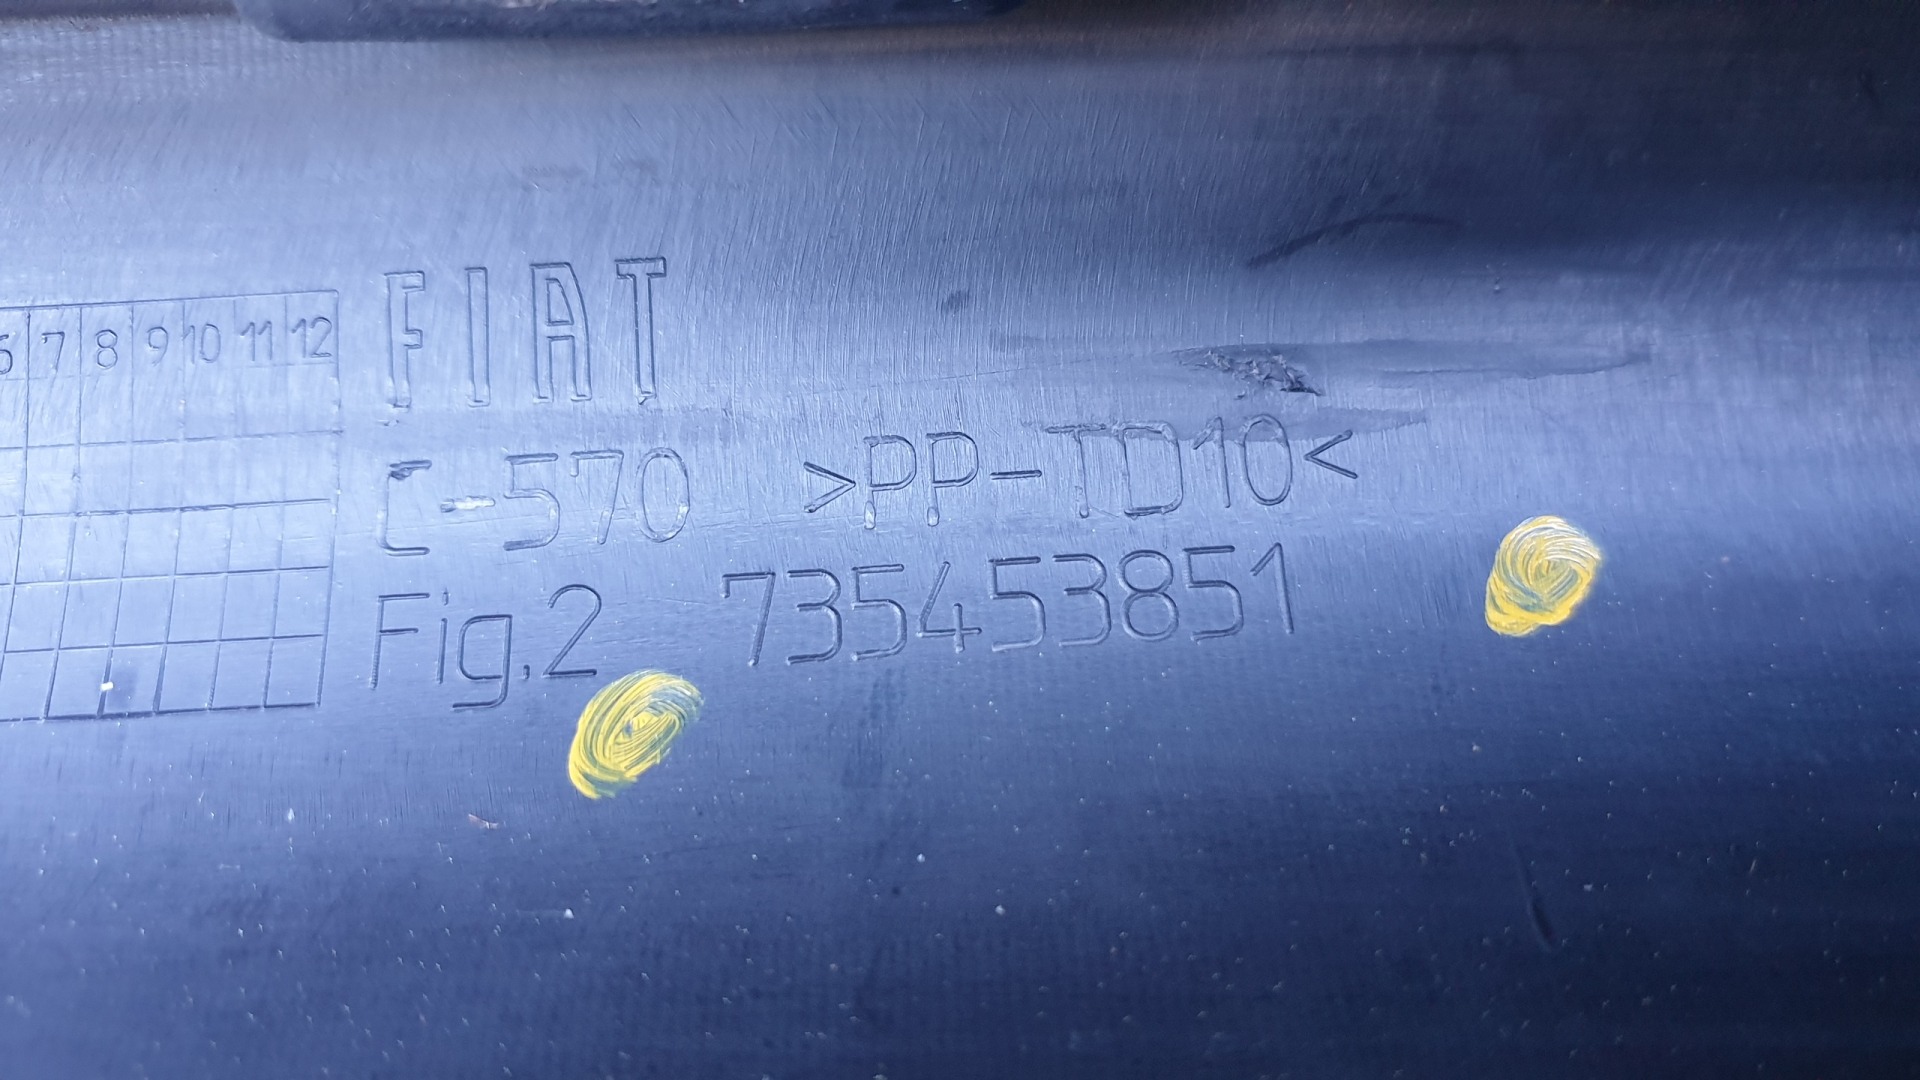 7 8 9 10 11 12
FIAT
C-570 >PP-TD10<
Fig.2 735453851